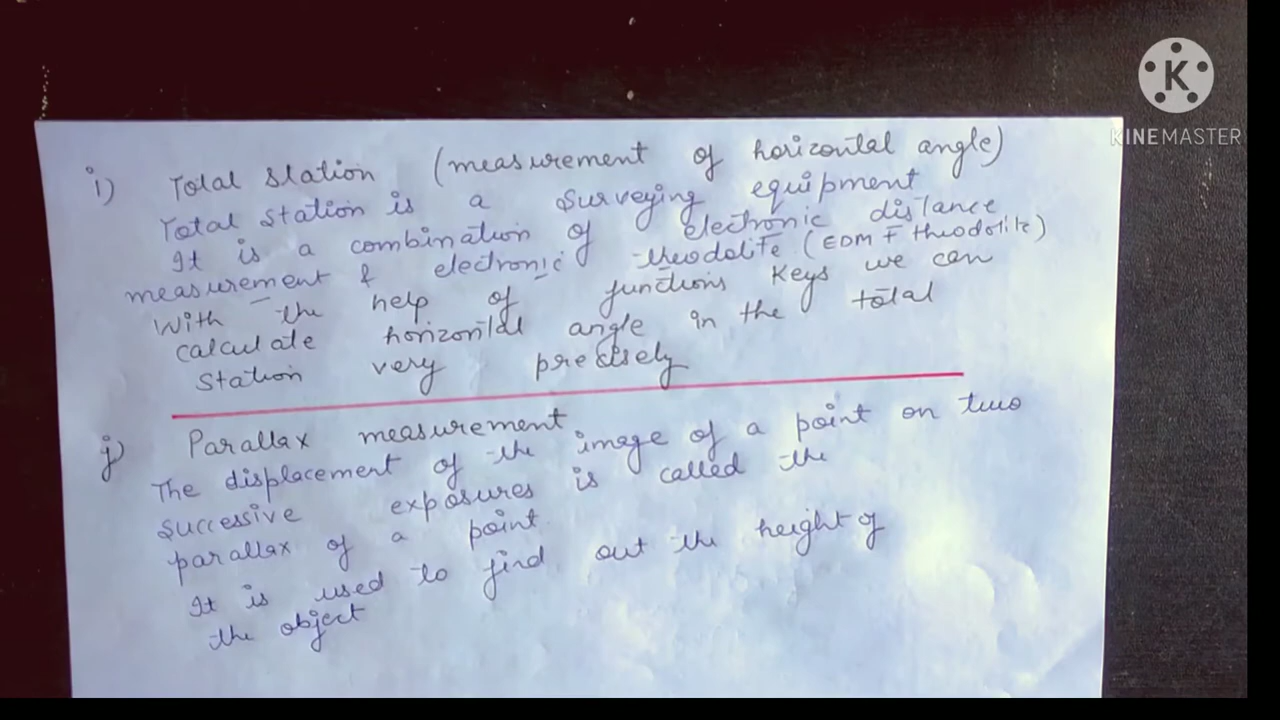 K
KINEMASTER
i) Total station (measurement of horizontal angle)
Total station is a surveying equipment
It is a combination of electronic distance
measurement & electronic theodolite (EDM + theodolite)
With the help of functions keys we can
calculate horizontal angle in the total
station very precisely
j) Parallax measurement
The displacement of the image of a point on two
successive exposures is called the
parallax of a point.
It is used to find out the height of
the object